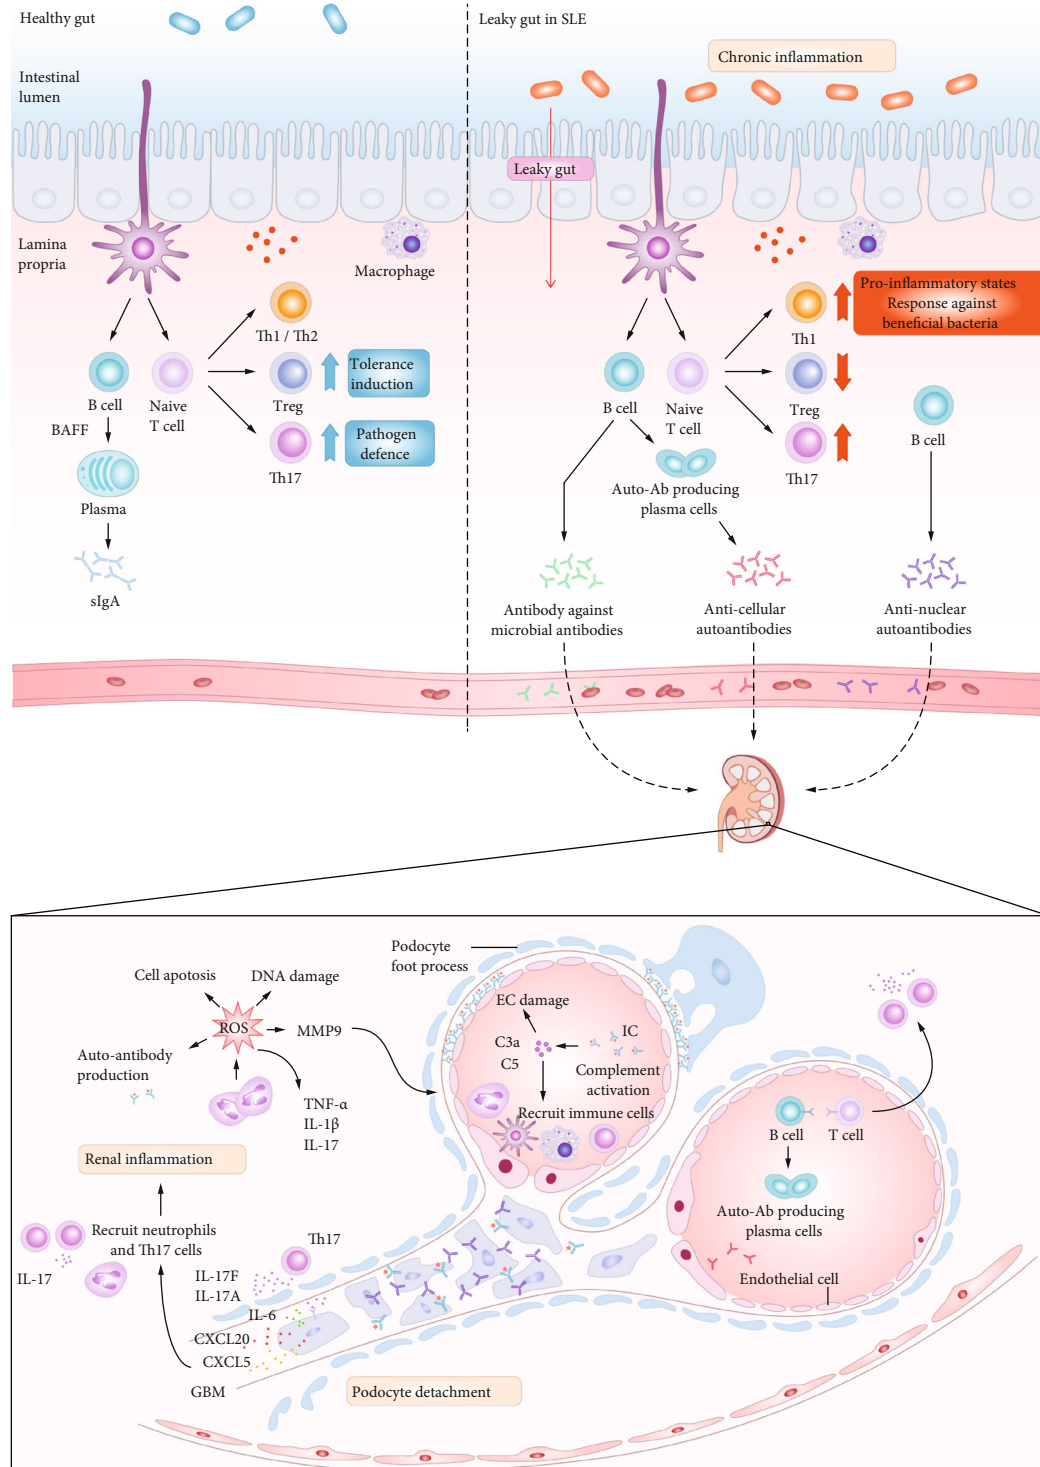 Healthy gut
Leaky gut in SLE
Chronic inflammation
Intestinal
lumen
Leaky gut
Lamina
propria
Macrophage
Th1 / Th2
Tolerance
induction
B cell
Naive
T cell
Treg
BAFF
Pathogen
defence
Th17
Plasma
sIgA
Pro-inflammatory states
Response against
beneficial bacteria
Th1
B cell
Naive
T cell
Treg
B cell
Th17
Auto-Ab producing
plasma cells
Antibody against
microbial antibodies
Anti-cellular
autoantibodies
Anti-nuclear
autoantibodies
Podocyte
foot process
Cell apotosis
DNA damage
ROS
MMP9
Auto-antibody
production
TNF-α
IL-1β
IL-17
EC damage
IC
C3a
C5
Complement
activation
Recruit immune cells
B cell
T cell
Auto-Ab producing
plasma cells
Endothelial cell
Renal inflammation
Recruit neutrophils
and Th17 cells
IL-17
Th17
IL-17F
IL-17A
IL-6
CXCL20
CXCL5
GBM
Podocyte detachment